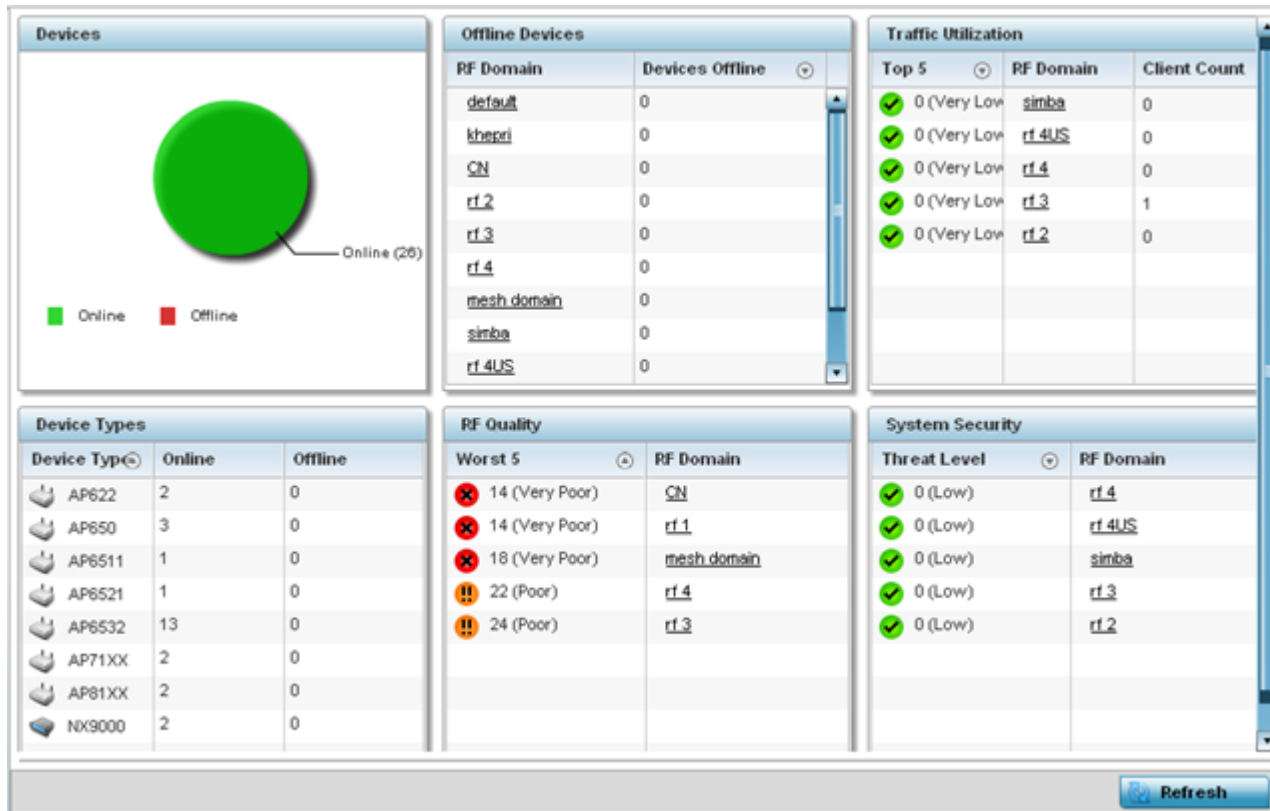 Devices
Online (26)
Online Offline
Offline Devices
RF Domain Devices Offline
default 0
khepri 0
CN 0
rf 2 0
rf 3 0
rf 4 0
mesh domain 0
simba 0
rf 4US 0
Traffic Utilization
Top 5 RF Domain Client Count
0 (Very Low simba 0
0 (Very Low rf 4US 0
0 (Very Low rf 4 0
0 (Very Low rf 3 1
0 (Very Low rf 2 0
Device Types
Device Type Online Offline
AP622 2 0
AP650 3 0
AP6511 1 0
AP6521 1 0
AP6532 13 0
AP71XX 2 0
AP81XX 2 0
NX9000 2 0
RF Quality
Worst 5 RF Domain
14 (Very Poor) CN
14 (Very Poor) rf 1
18 (Very Poor) mesh domain
22 (Poor) rf 4
24 (Poor) rf 3
System Security
Threat Level RF Domain
0 (Low) rf 4
0 (Low) rf 4US
0 (Low) simba
0 (Low) rf 3
0 (Low) rf 2
Refresh